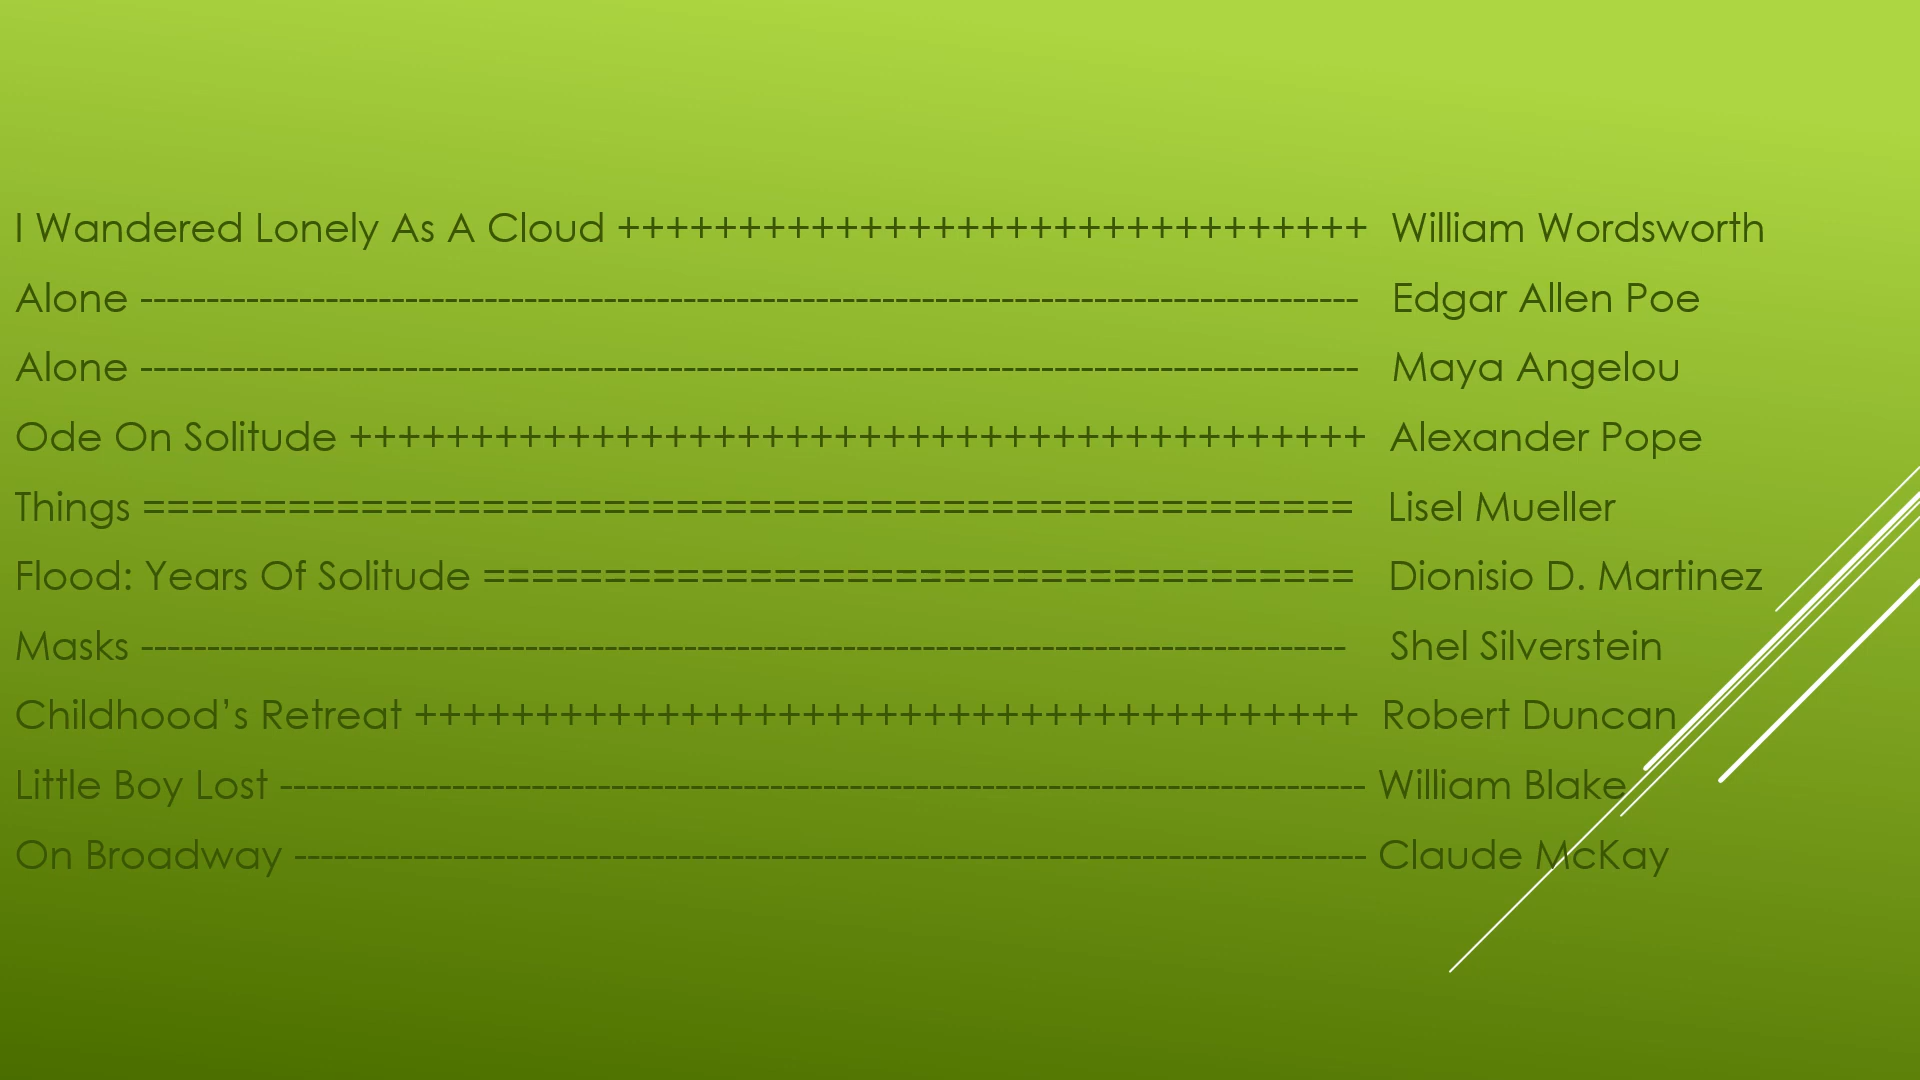 I Wandered Lonely As A Cloud +++++++++++++++++++++++++++++++ William Wordsworth
Alone -------------------------------------------------------------------------------------------- Edgar Allen Poe
Alone -------------------------------------------------------------------------------------------- Maya Angelou
Ode On Solitude ++++++++++++++++++++++++++++++++++++++++++ Alexander Pope
Things ================================================== Lisel Mueller
Flood: Years Of Solitude ==================================== Dionisio D. Martinez
Masks ------------------------------------------------------------------------------------------- Shel Silverstein
Childhood’s Retreat +++++++++++++++++++++++++++++++++++++++ Robert Duncan
Little Boy Lost ---------------------------------------------------------------------------------- William Blake
On Broadway --------------------------------------------------------------------------------- Claude McKay